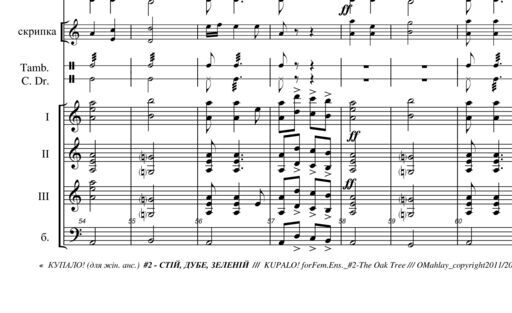 ff
скрипка
Tamb.
C. Dr.
I
ff
II
ff
III
54 55 56 57 58 59 60
б.
« КУПАЛО! (для жін. анс.) #2 - СТІЙ, ДУБЕ, ЗЕЛЕНІЙ /// KUPALO! forFem.Ens._#2-The Oak Tree /// OMahlay_copyright2011/20